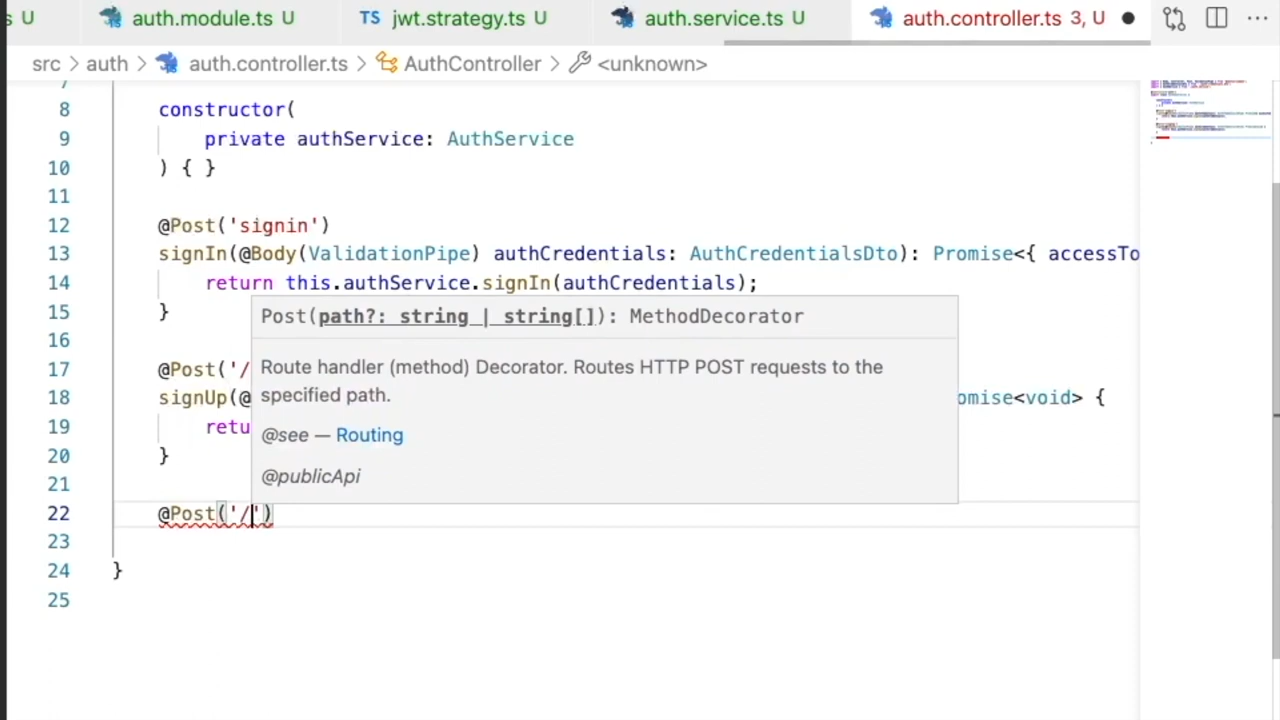 s U auth.module.ts U TS jwt.strategy.ts U auth.service.ts U auth.controller.ts 3, U
src > auth > auth.controller.ts > AuthController > <unknown>
7
8 constructor(
9 private authService: AuthService
10 ) { }
11
12 @Post('signin')
13 signIn(@Body(ValidationPipe) authCredentials: AuthCredentialsDto): Promise<{ accessTo
14 return this.authService.signIn(authCredentials);
15 }
Post(path?: string | string[]): MethodDecorator
16
17 @Post('/
Route handler (method) Decorator. Routes HTTP POST requests to the
specified path.
18 signUp(@ omise<void> {
19 retu
@see — Routing
20 }
@publicApi
21
22 @Post('/')
23
24 }
25